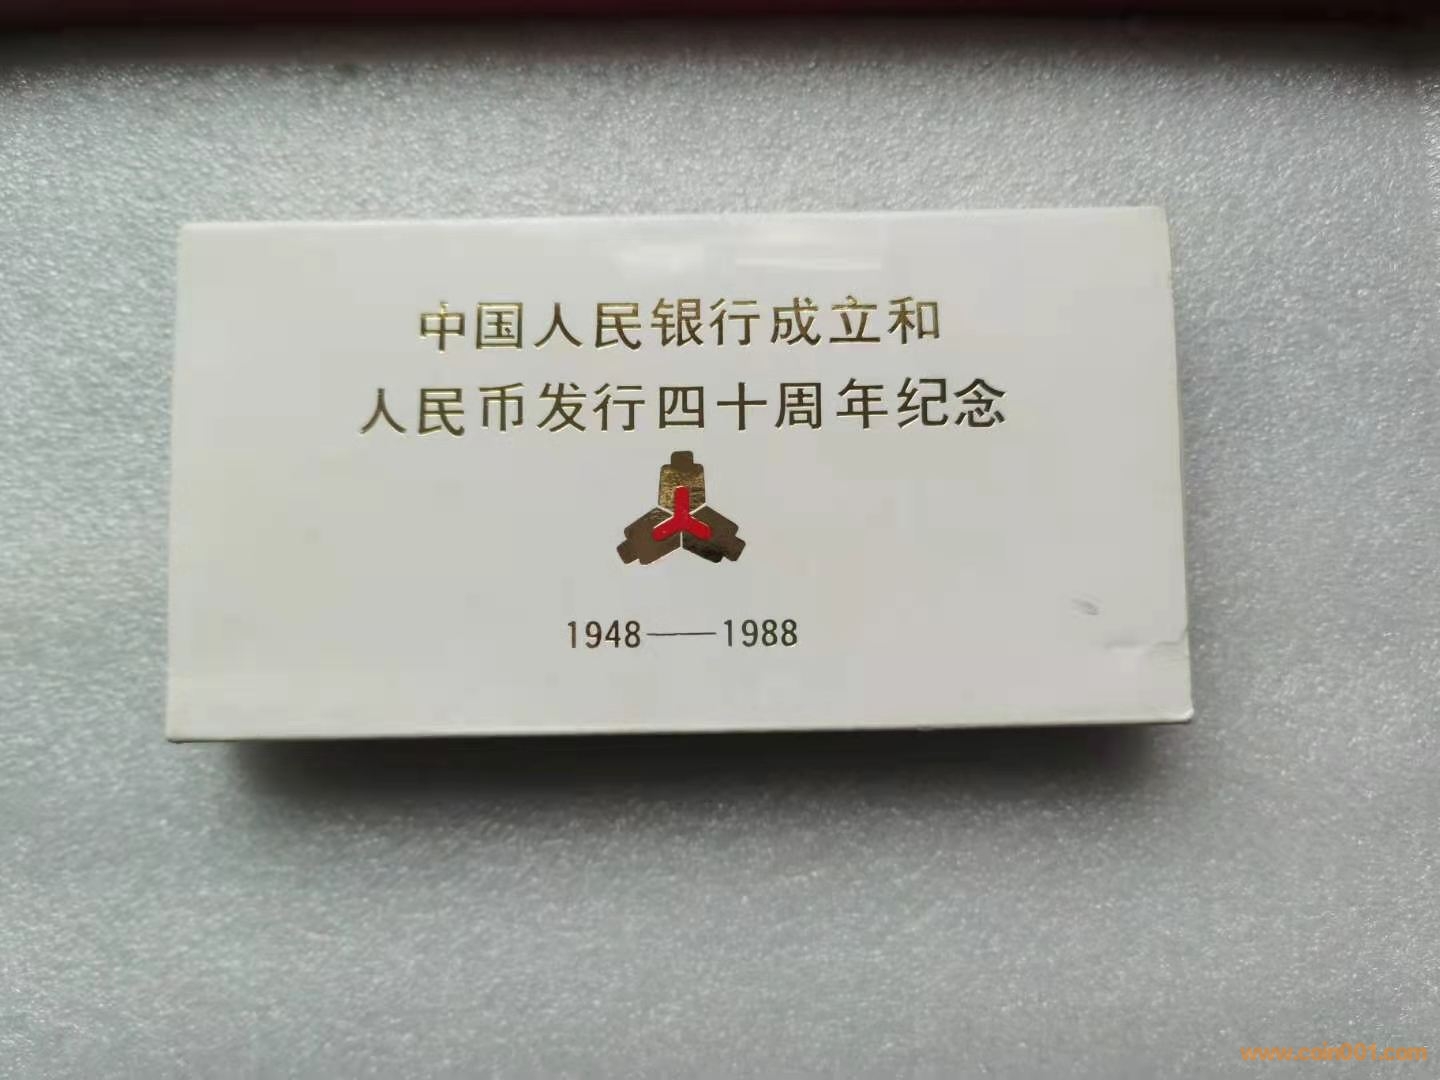 中国人民银行成立和
人民币发行四十周年纪念
1948——1988
www.coin001.com